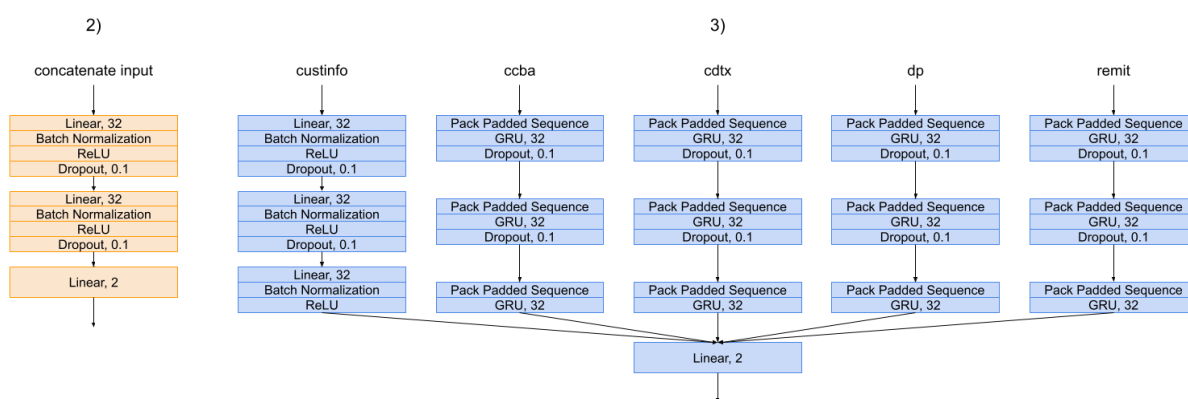 2)
3)
concatenate input
custinfo
ccba
cdtx
dp
remit
Linear, 32
Batch Normalization
ReLU
Dropout, 0.1
Linear, 32
Batch Normalization
ReLU
Dropout, 0.1
Linear, 2
Linear, 32
Batch Normalization
ReLU
Dropout, 0.1
Linear, 32
Batch Normalization
ReLU
Dropout, 0.1
Linear, 32
Batch Normalization
ReLU
Pack Padded Sequence
GRU, 32
Dropout, 0.1
Pack Padded Sequence
GRU, 32
Dropout, 0.1
Pack Padded Sequence
GRU, 32
Pack Padded Sequence
GRU, 32
Dropout, 0.1
Pack Padded Sequence
GRU, 32
Dropout, 0.1
Pack Padded Sequence
GRU, 32
Pack Padded Sequence
GRU, 32
Dropout, 0.1
Pack Padded Sequence
GRU, 32
Dropout, 0.1
Pack Padded Sequence
GRU, 32
Pack Padded Sequence
GRU, 32
Dropout, 0.1
Pack Padded Sequence
GRU, 32
Dropout, 0.1
Pack Padded Sequence
GRU, 32
Linear, 2